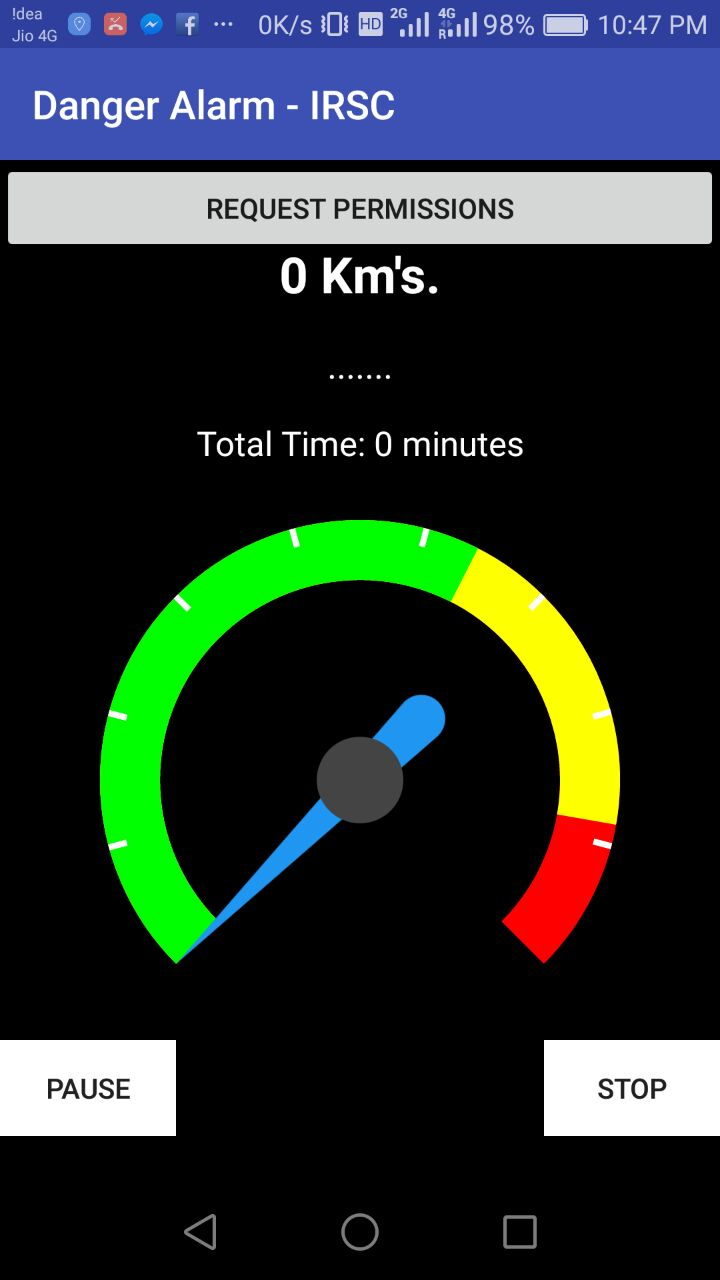 !dea
Jio 4G
0K/s HD 2G 4G R 98% 10:47 PM
Danger Alarm - IRSC
REQUEST PERMISSIONS
0 Km's.
.......
Total Time: 0 minutes
PAUSE
STOP